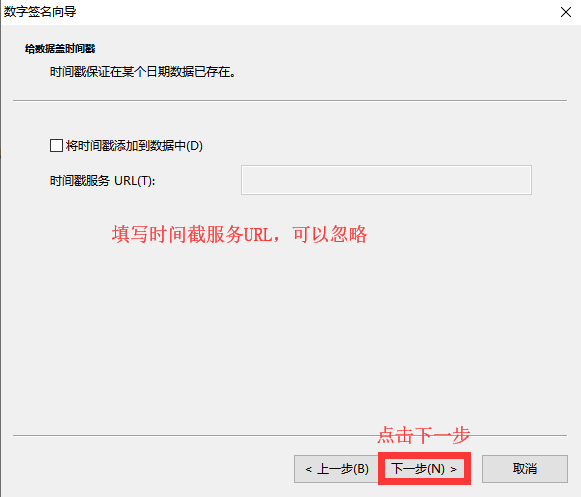 数字签名向导
给数据盖时间戳
时间戳保证在某个日期数据已存在。
将时间戳添加到数据中(D)
时间戳服务 URL(T):
填写时间截服务URL，可以忽略
点击下一步
< 上一步(B) 下一步(N) > 取消